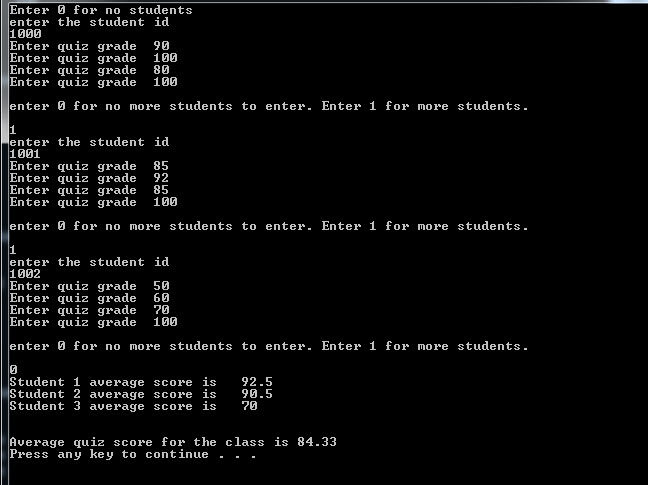 Enter 0 for no students
enter the student id
1000
Enter quiz grade  90
Enter quiz grade  100
Enter quiz grade  80
Enter quiz grade  100
enter 0 for no more students to enter. Enter 1 for more students.
1
enter the student id
1001
Enter quiz grade  85
Enter quiz grade  92
Enter quiz grade  85
Enter quiz grade  100
enter 0 for no more students to enter. Enter 1 for more students.
1
enter the student id
1002
Enter quiz grade  50
Enter quiz grade  60
Enter quiz grade  70
Enter quiz grade  100
enter 0 for no more students to enter. Enter 1 for more students.
0
Student 1 average score is   92.5
Student 2 average score is   90.5
Student 3 average score is   70
Average quiz score for the class is 84.33
Press any key to continue . . .